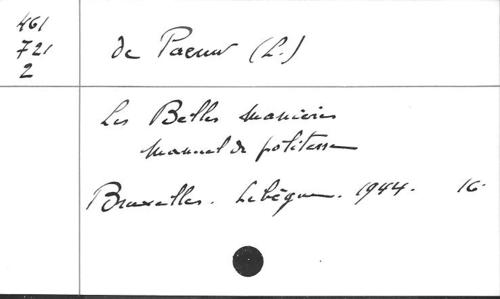 461
721
2
de Paeuw (L.)
Les Belles manières
Manuel de politesse
Bruxelles. Lebègue. 1944. 16°